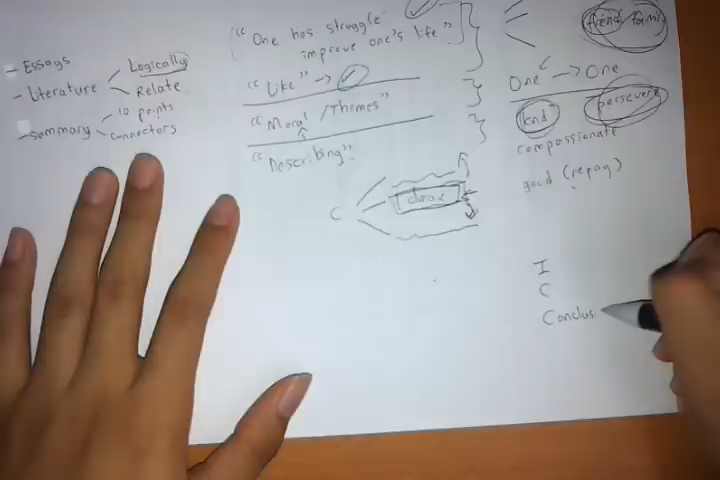 - Essays
- Literature
Logically
Relate
- Summary
10 points
connectors
"One has struggle
improve one's life"
"Like" → ✓
"Moral /Themes"
"Describing"
C
climax
friend/family
One → One
kind
persevere
compassionate
good (repay)
I
C
Conclus